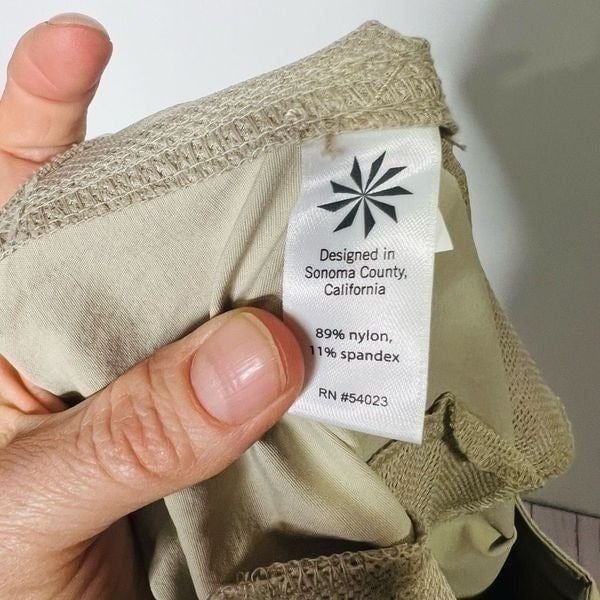 Designed in
Sonoma County,
California
89% nylon,
11% spandex
RN #54023